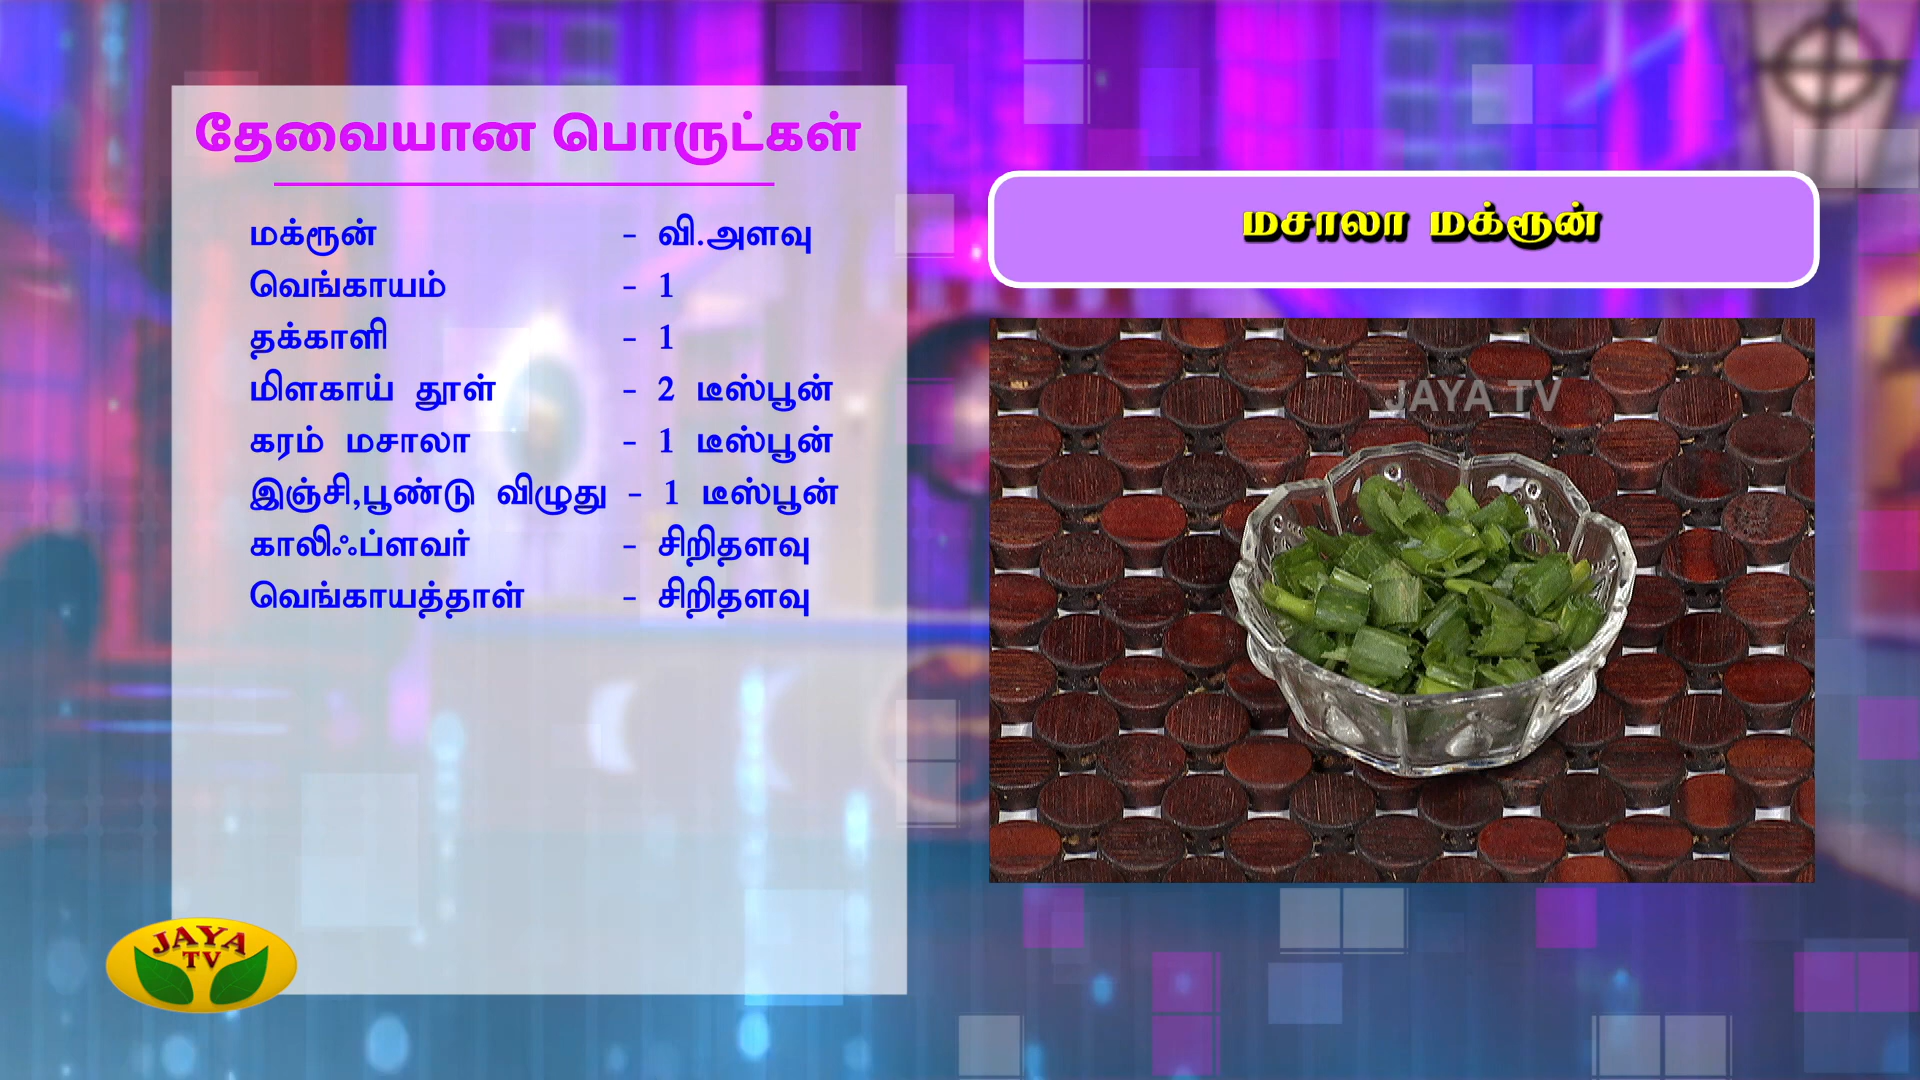 தேவையான பொருட்கள்
மக்ரூன் - வி.அளவு
வெங்காயம் - 1
தக்காளி - 1
மிளகாய் தூள் - 2 டீஸ்பூன்
கரம் மசாலா - 1 டீஸ்பூன்
இஞ்சி,பூண்டு விழுது - 1 டீஸ்பூன்
காலிஃப்ளவர் - சிறிதளவு
வெங்காயத்தாள் - சிறிதளவு
மசாலா மக்ரூன்
JAYA TV
JAYA
TV